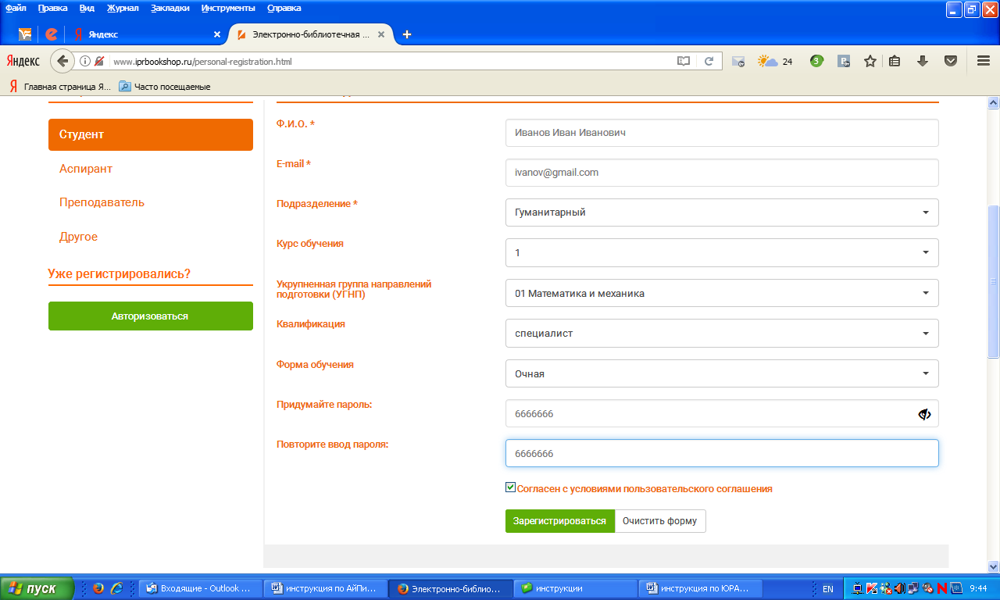 Файл Правка Вид Журнал Закладки Инструменты Справка
Яндекс
Электронно-библиотечная ...
Яндекс
www.iprbookshop.ru/personal-registration.html
24
3
Главная страница Я... Часто посещаемые
Студент
Аспирант
Преподаватель
Другое
Уже регистрировались?
Авторизоваться
Ф.И.О. *
Иванов Иван Иванович
E-mail *
ivanov@gmail.com
Подразделение *
Гуманитарный
Курс обучения
1
Укрупненная группа направлений
подготовки (УГНП)
01 Математика и механика
Квалификация
специалист
Форма обучения
Очная
Придумайте пароль:
6666666
Повторите ввод пароля:
6666666
Согласен с условиями пользовательского соглашения
Зарегистрироваться
Очистить форму
пуск
Входящие - Outlook ...
инструкция по АйПи...
Электронно-библио...
инструкции
инструкция по ЮРА...
EN
9:44